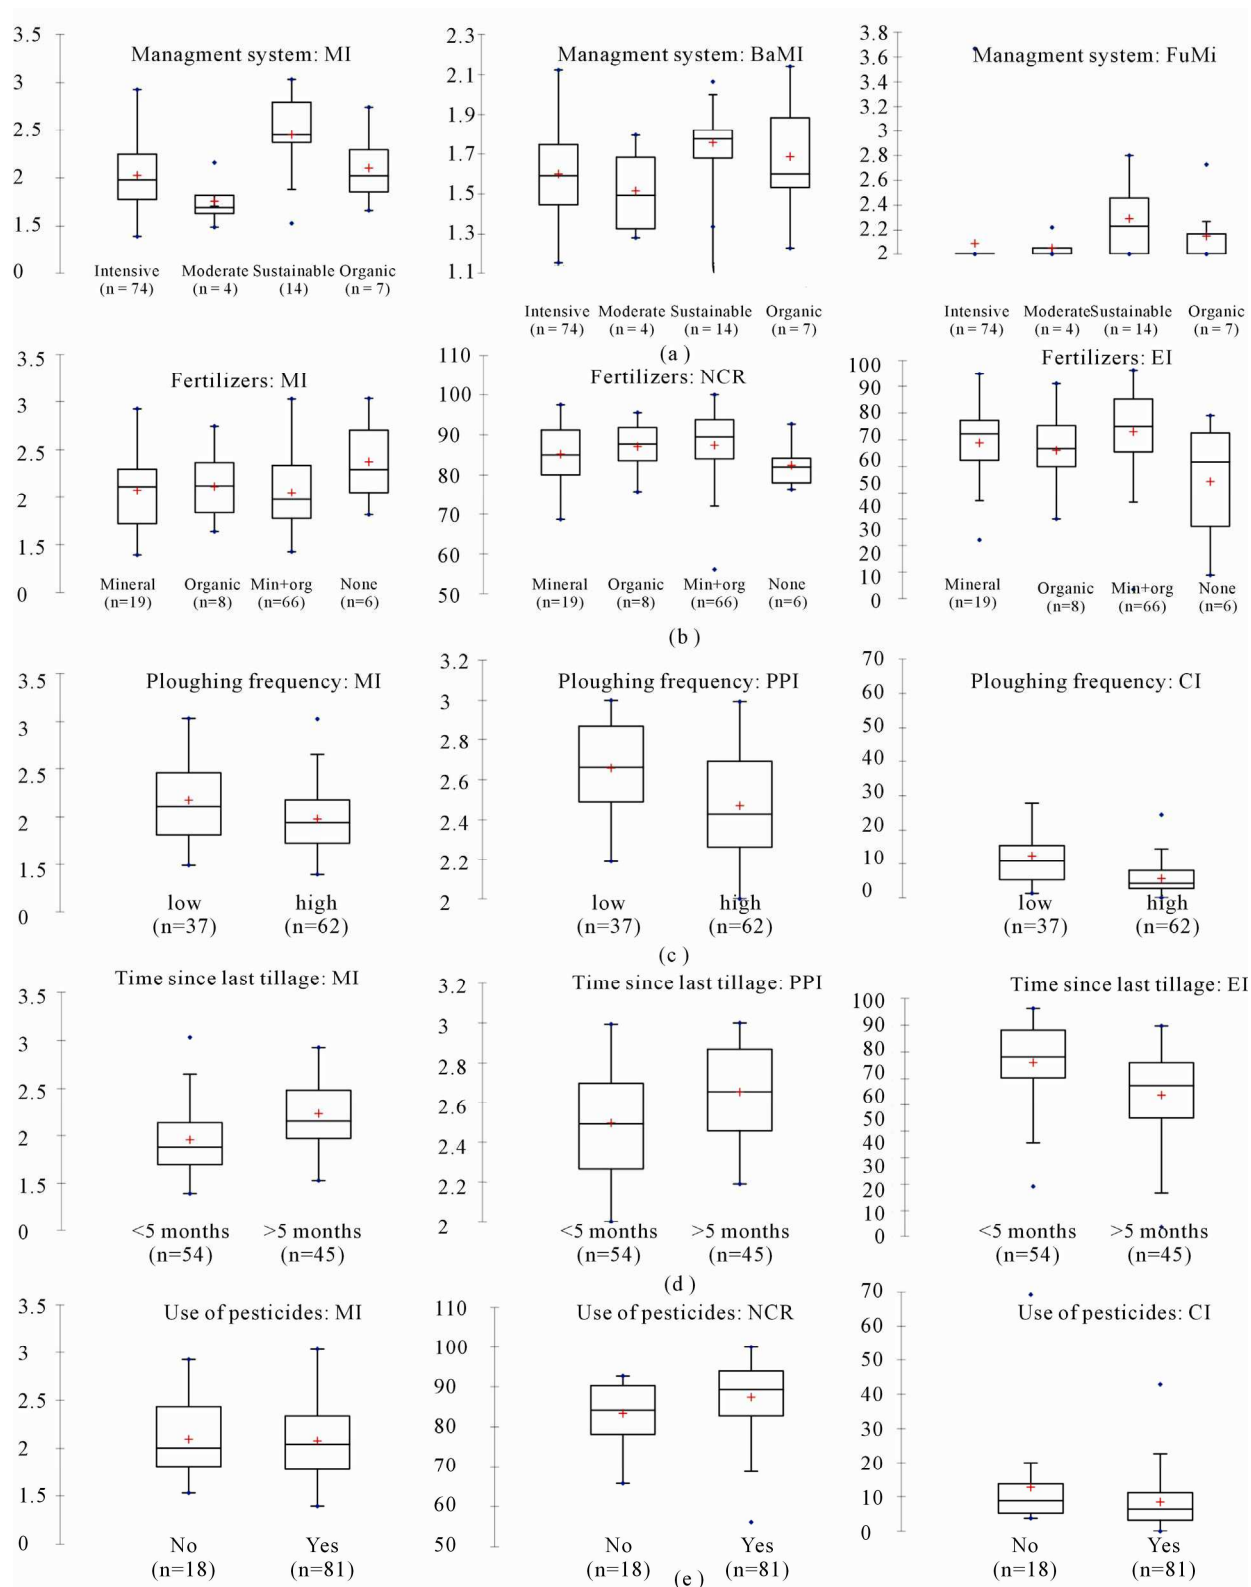 Managment system: MI
3.5
3
2.5
2
1.5
0
Intensive Moderate Sustainable Organic
(n = 74) (n = 4) (14) (n = 7)
Managment system: BaMI
2.3
2.1
1.9
1.7
1.5
1.3
1.1
Intensive Moderate Sustainable Organic
(n = 74) (n = 4) (n = 14) (n = 7)
Managment system: FuMi
3.8
3.6
3.4
3.2
3
2.8
2.6
2.4
2.2
2
Intensive Moderate Sustainable Organic
(n = 74) (n = 4) (n = 14) (n = 7)
(a)
Fertilizers: MI
3.5
3
2.5
2
1.5
0
Mineral Organic Min+org None
(n=19) (n=8) (n=66) (n=6)
Fertilizers: NCR
110
100
90
80
70
60
50
Mineral Organic Min+org None
(n=19) (n=8) (n=66) (n=6)
Fertilizers: EI
100
90
80
70
60
50
40
30
20
10
0
Mineral Organic Min+org None
(n=19) (n=8) (n=66) (n=6)
(b)
Ploughing frequency: MI
3.5
3
2.5
2
1.5
0
low high
(n=37) (n=62)
Ploughing frequency: PPI
3.2
3
2.8
2.6
2.4
2.2
2
low high
(n=37) (n=62)
Ploughing frequency: CI
70
60
50
40
30
20
10
0
low high
(n=37) (n=62)
(c)
Time since last tillage: MI
3.5
3
2.5
2
1.5
0
<5 months >5 months
(n=54) (n=45)
Time since last tillage: PPI
3.2
3
2.8
2.6
2.4
2.2
2
<5 months >5 months
(n=54) (n=45)
Time since last tillage: EI
100
90
80
70
60
50
40
30
20
10
0
<5 months >5 months
(n=54) (n=45)
(d)
Use of pesticides: MI
3.5
3
2.5
2
1.5
0
No Yes
(n=18) (n=81)
Use of pesticides: NCR
110
100
90
80
70
60
50
No Yes
(n=18) (n=81)
Use of pesticides: CI
70
60
50
40
30
20
10
0
No Yes
(n=18) (n=81)
(e)